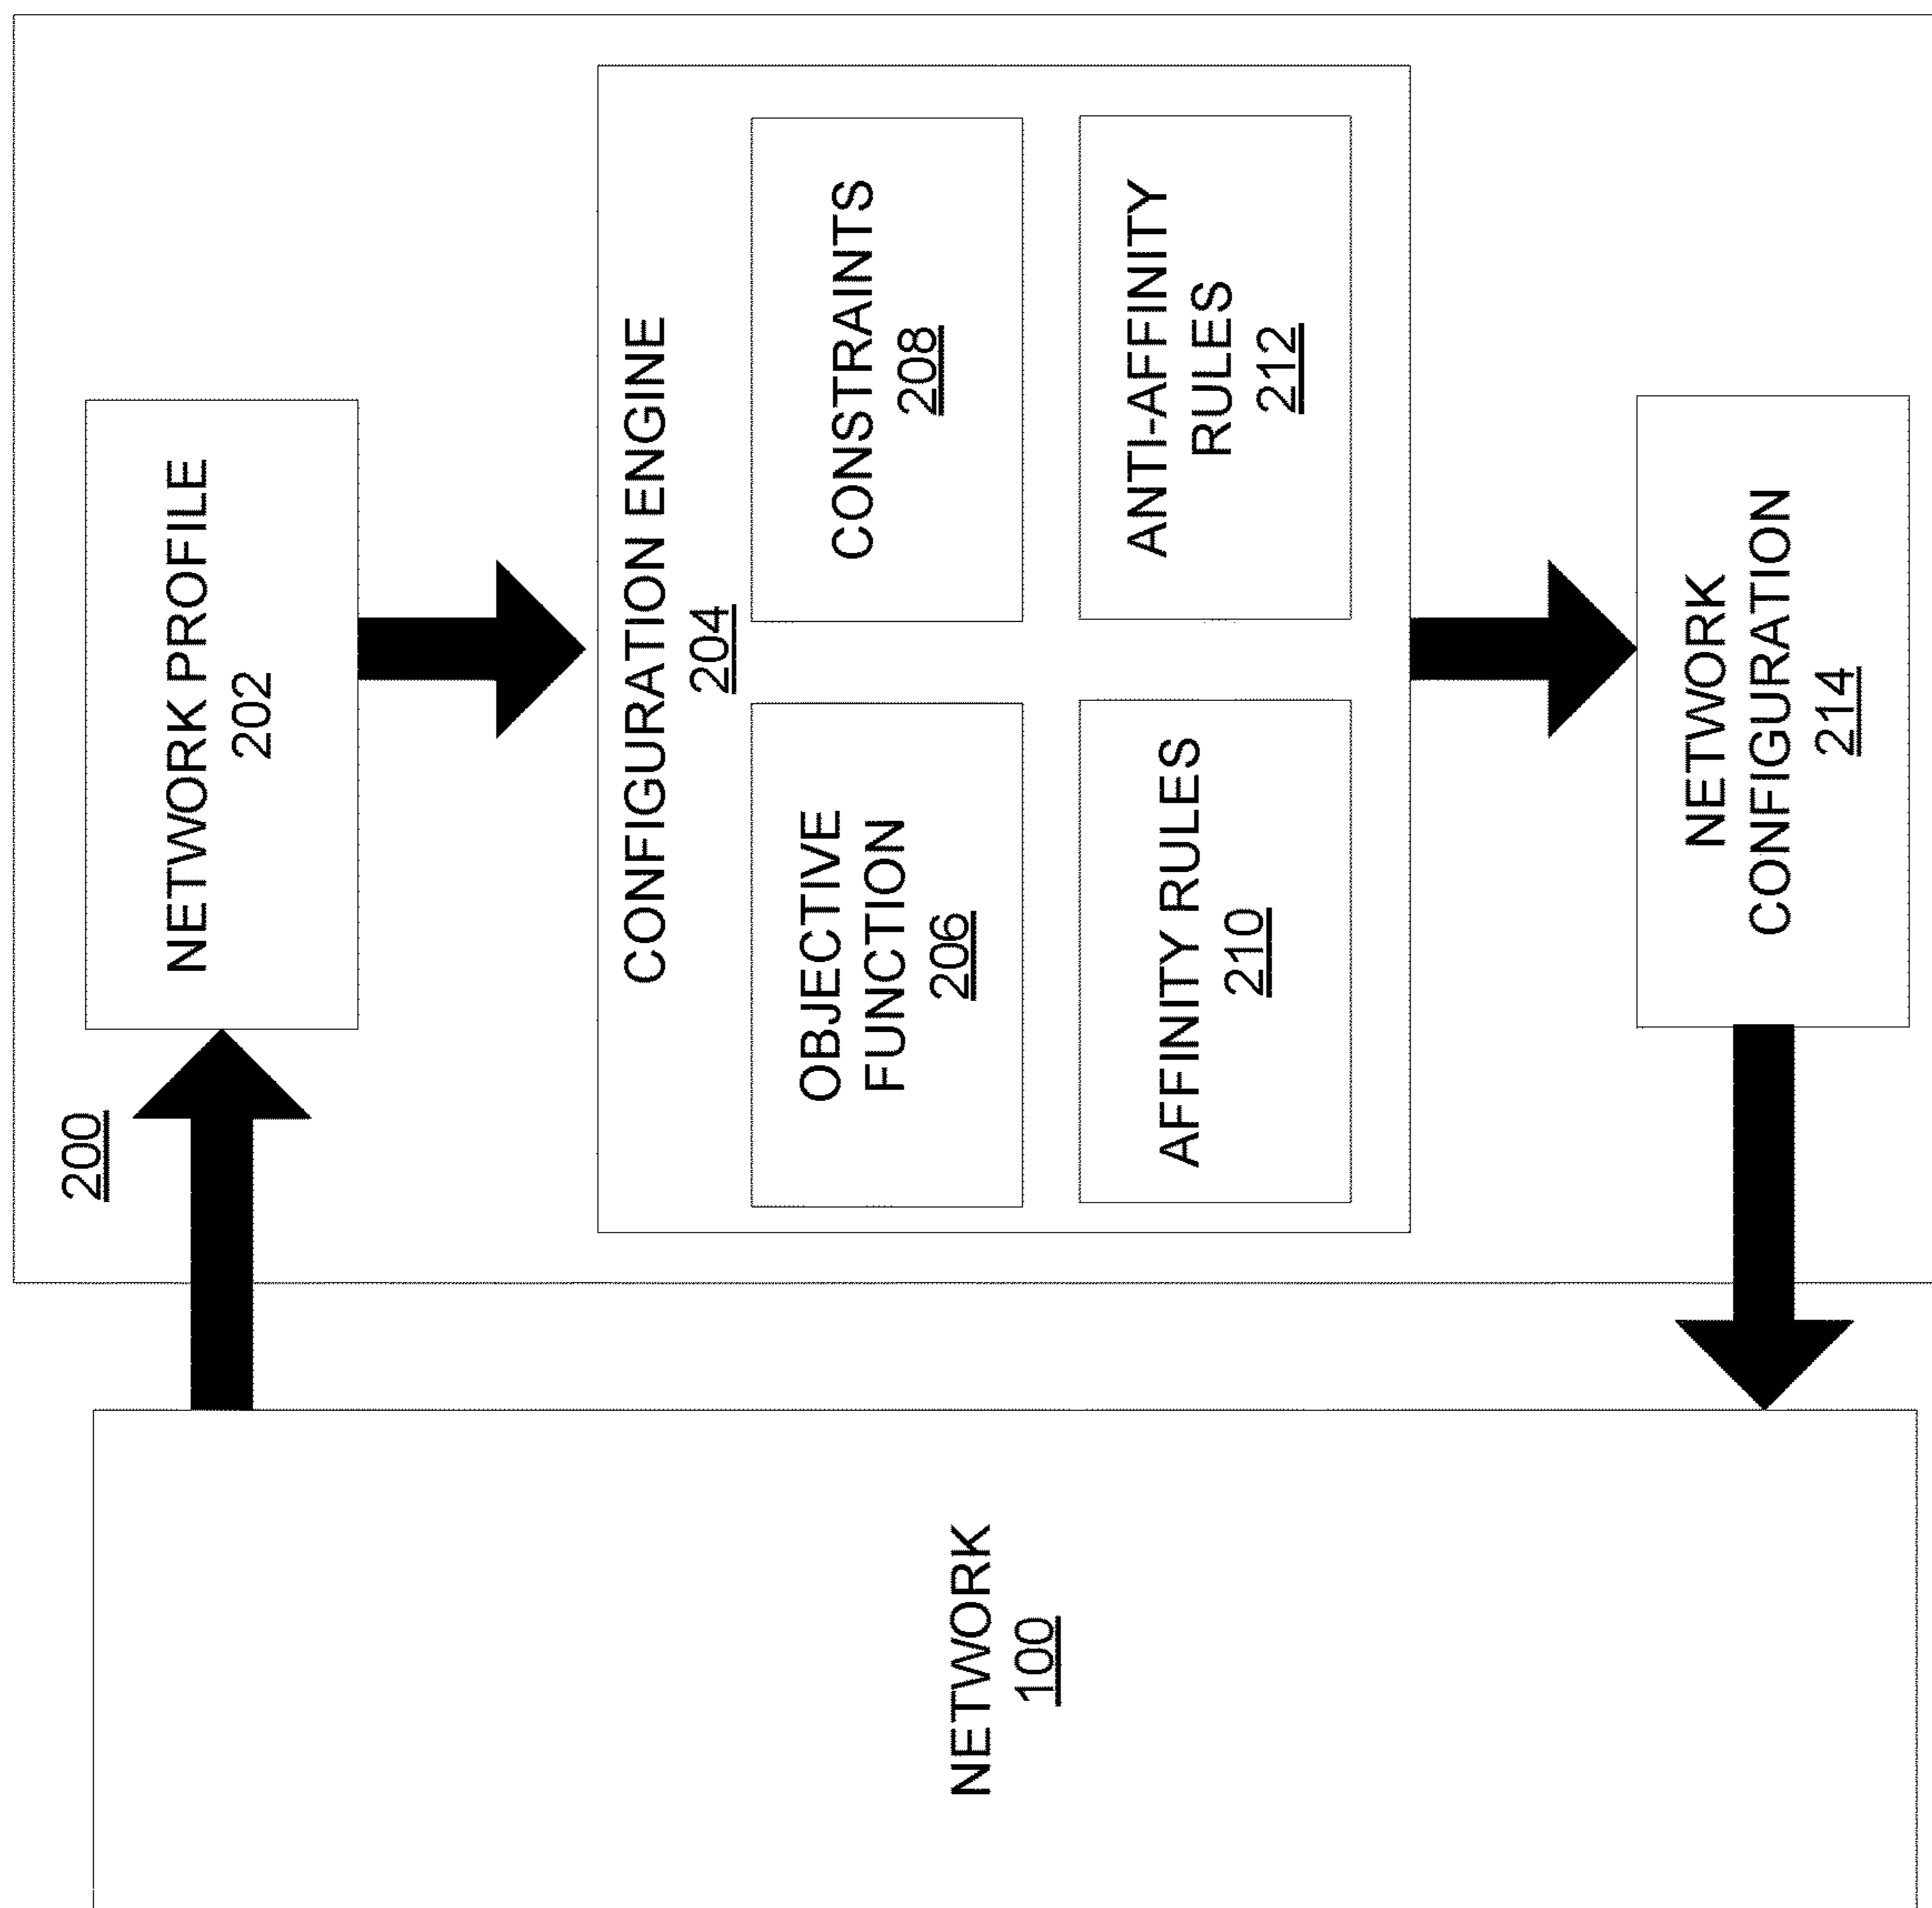 200
NETWORK PROFILE
202
CONFIGURATION ENGINE
204
OBJECTIVE
FUNCTION
206
CONSTRAINTS
208
AFFINITY RULES
210
ANTI-AFFINITY
RULES
212
NETWORK
CONFIGURATION
214
NETWORK
100